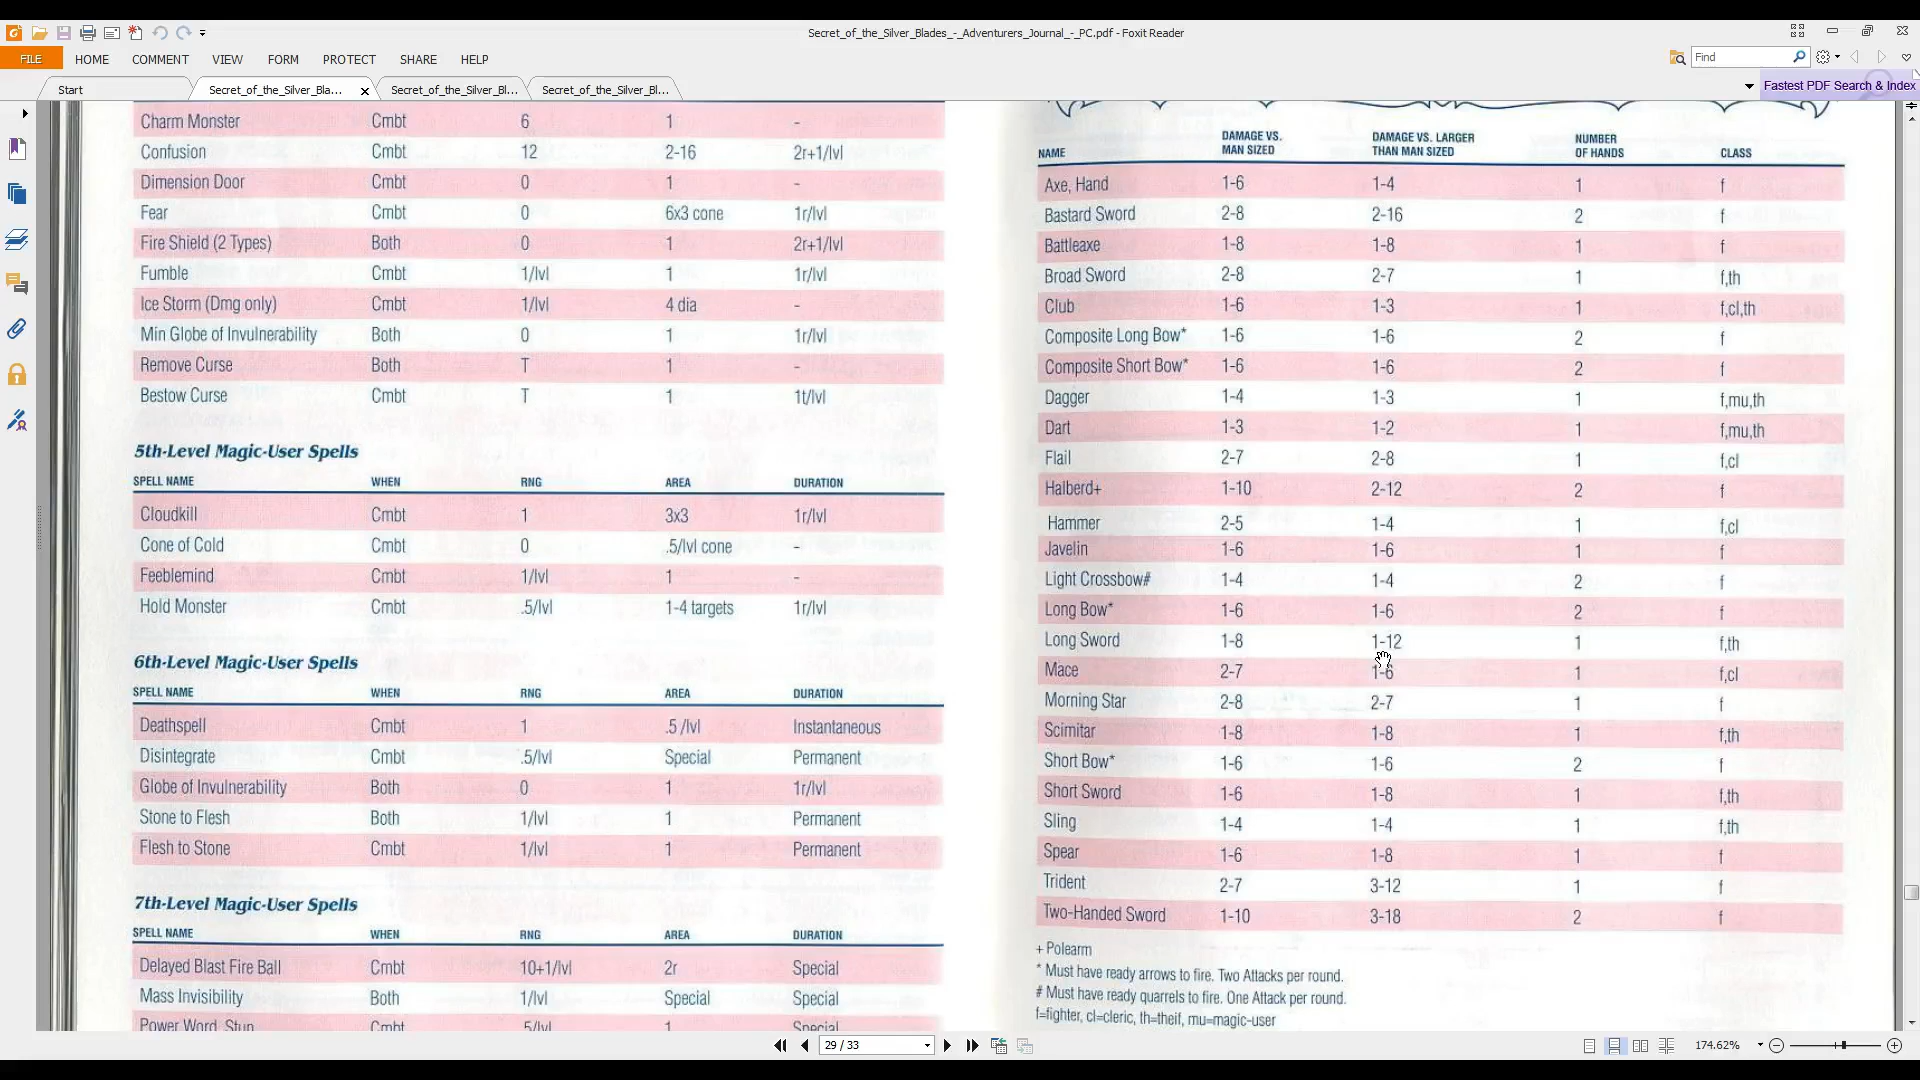 Secret_of_the_Silver_Blades_-_Adventurers_Journal_-_PC.pdf - Foxit Reader
FILE HOME COMMENT VIEW FORM PROTECT SHARE HELP
Find
Start Secret_of_the_Silver_Bla... Secret_of_the_Silver_Bl... Secret_of_the_Silver_Bl...
Fastest PDF Search & Index
Charm Monster Cmbt 6 1 -
Confusion Cmbt 12 2-16 2r+1/lvl
Dimension Door Cmbt 0 1 -
Fear Cmbt 0 6x3 cone 1r/lvl
Fire Shield (2 Types) Both 0 1 2r+1/lvl
Fumble Cmbt 1/lvl 1 1r/lvl
Ice Storm (Dmg only) Cmbt 1/lvl 4 dia -
Min Globe of Invulnerability Both 0 1 1r/lvl
Remove Curse Both T 1 -
Bestow Curse Cmbt T 1 1t/lvl
5th-Level Magic-User Spells
SPELL NAME WHEN RNG AREA DURATION
Cloudkill Cmbt 1 3x3 1r/lvl
Cone of Cold Cmbt 0 .5/lvl cone -
Feeblemind Cmbt 1/lvl 1 -
Hold Monster Cmbt .5/lvl 1-4 targets 1r/lvl
6th-Level Magic-User Spells
SPELL NAME WHEN RNG AREA DURATION
Deathspell Cmbt 1 .5 /lvl Instantaneous
Disintegrate Cmbt .5/lvl Special Permanent
Globe of Invulnerability Both 0 1 1r/lvl
Stone to Flesh Both 1/lvl 1 Permanent
Flesh to Stone Cmbt 1/lvl 1 Permanent
7th-Level Magic-User Spells
SPELL NAME WHEN RNG AREA DURATION
Delayed Blast Fire Ball Cmbt 10+1/lvl 2r Special
Mass Invisibility Both 1/lvl Special Special
Power Word, Stun Cmbt .5/lvl 1 Special
NAME DAMAGE VS. MAN SIZED DAMAGE VS. LARGER THAN MAN SIZED NUMBER OF HANDS CLASS
Axe, Hand 1-6 1-4 1 f
Bastard Sword 2-8 2-16 2 f
Battleaxe 1-8 1-8 1 f
Broad Sword 2-8 2-7 1 f,th
Club 1-6 1-3 1 f,cl,th
Composite Long Bow* 1-6 1-6 2 f
Composite Short Bow* 1-6 1-6 2 f
Dagger 1-4 1-3 1 f,mu,th
Dart 1-3 1-2 1 f,mu,th
Flail 2-7 2-8 1 f,cl
Halberd+ 1-10 2-12 2 f
Hammer 2-5 1-4 1 f,cl
Javelin 1-6 1-6 1 f
Light Crossbow# 1-4 1-4 2 f
Long Bow* 1-6 1-6 2 f
Long Sword 1-8 1-12 1 f,th
Mace 2-7 1-6 1 f,cl
Morning Star 2-8 2-7 1 f
Scimitar 1-8 1-8 1 f,th
Short Bow* 1-6 1-6 2 f
Short Sword 1-6 1-8 1 f,th
Sling 1-4 1-4 1 f,th
Spear 1-6 1-8 1 f
Trident 2-7 3-12 1 f
Two-Handed Sword 1-10 3-18 2 f
+ Polearm
* Must have ready arrows to fire. Two Attacks per round.
# Must have ready quarrels to fire. One Attack per round.
f=fighter, cl=cleric, th=theif, mu=magic-user
29 / 33
174.62%